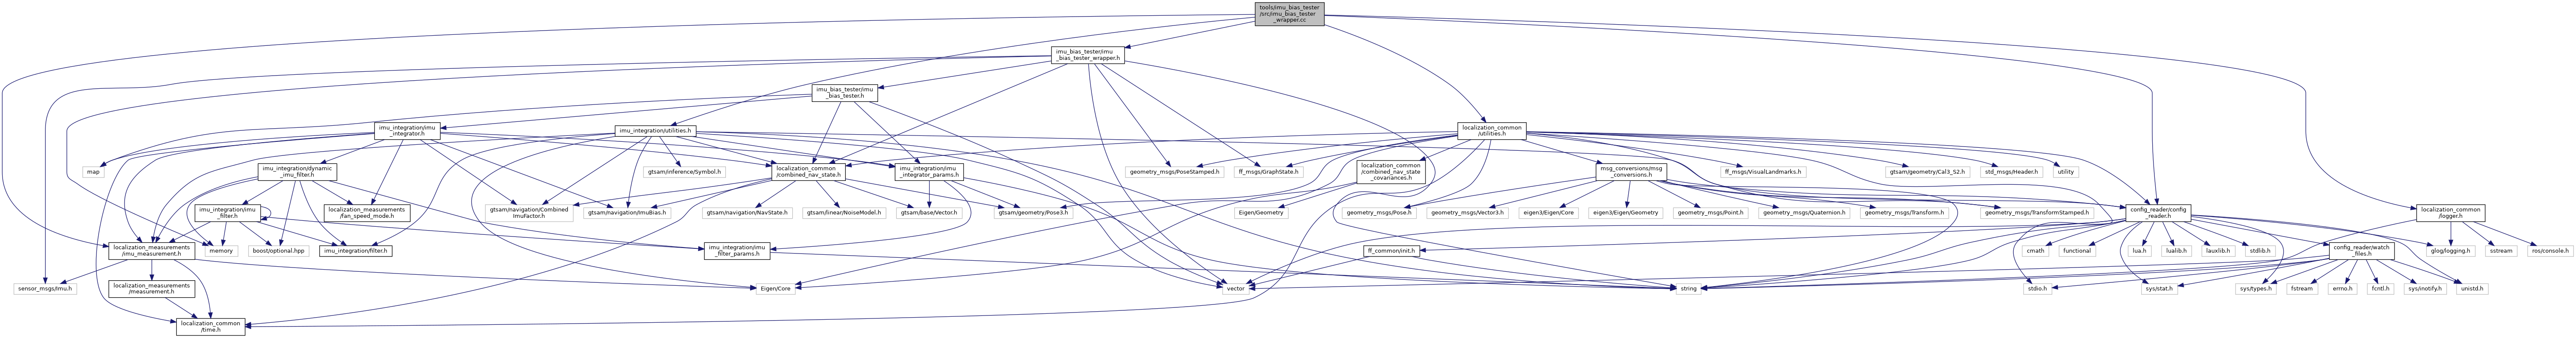 tools/imu_bias_tester
/src/imu_bias_tester
_wrapper.cc
imu_bias_tester/imu
_bias_tester_wrapper.h
imu_bias_tester/imu
_bias_tester.h
imu_integration/imu
_integrator.h
imu_integration/utilities.h
localization_common
/utilities.h
map
imu_integration/dynamic
_imu_filter.h
gtsam/inference/Symbol.h
localization_common
/combined_nav_state.h
imu_integration/imu
_integrator_params.h
geometry_msgs/PoseStamped.h
ff_msgs/GraphState.h
localization_common
/combined_nav_state
_covariances.h
msg_conversions/msg
_conversions.h
ff_msgs/VisualLandmarks.h
gtsam/geometry/Cal3_S2.h
std_msgs/Header.h
utility
imu_integration/imu
_filter.h
localization_measurements
/fan_speed_mode.h
gtsam/navigation/Combined
ImuFactor.h
gtsam/navigation/ImuBias.h
gtsam/navigation/NavState.h
gtsam/linear/NoiseModel.h
gtsam/base/Vector.h
gtsam/geometry/Pose3.h
Eigen/Geometry
geometry_msgs/Pose.h
geometry_msgs/Vector3.h
eigen3/Eigen/Core
eigen3/Eigen/Geometry
geometry_msgs/Point.h
geometry_msgs/Quaternion.h
geometry_msgs/Transform.h
geometry_msgs/TransformStamped.h
config_reader/config
_reader.h
localization_common
/logger.h
localization_measurements
/imu_measurement.h
memory
boost/optional.hpp
imu_integration/filter.h
imu_integration/imu
_filter_params.h
ff_common/init.h
cmath
functional
lua.h
lualib.h
lauxlib.h
stdlib.h
config_reader/watch
_files.h
glog/logging.h
sstream
ros/console.h
sensor_msgs/Imu.h
localization_measurements
/measurement.h
Eigen/Core
vector
string
stdio.h
sys/stat.h
sys/types.h
fstream
errno.h
fcntl.h
sys/inotify.h
unistd.h
localization_common
/time.h